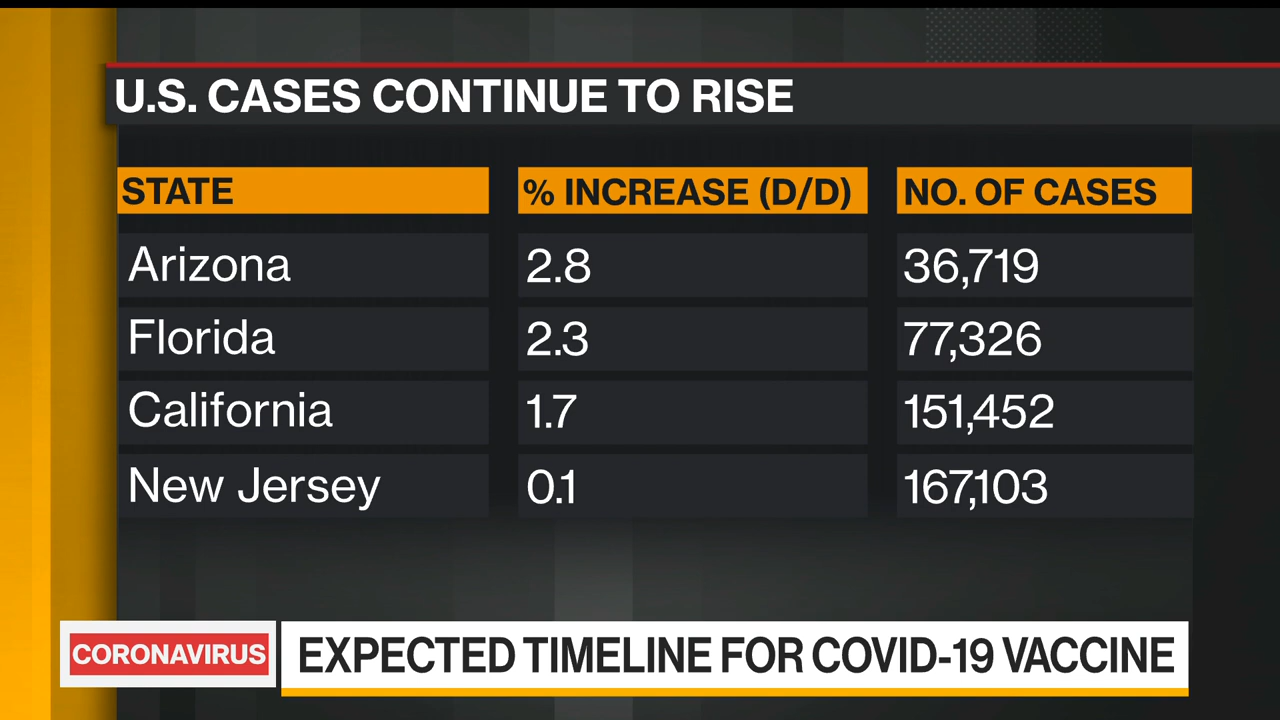 U.S. CASES CONTINUE TO RISE
STATE % INCREASE (D/D) NO. OF CASES
Arizona 2.8 36,719
Florida 2.3 77,326
California 1.7 151,452
New Jersey 0.1 167,103
CORONAVIRUS EXPECTED TIMELINE FOR COVID-19 VACCINE